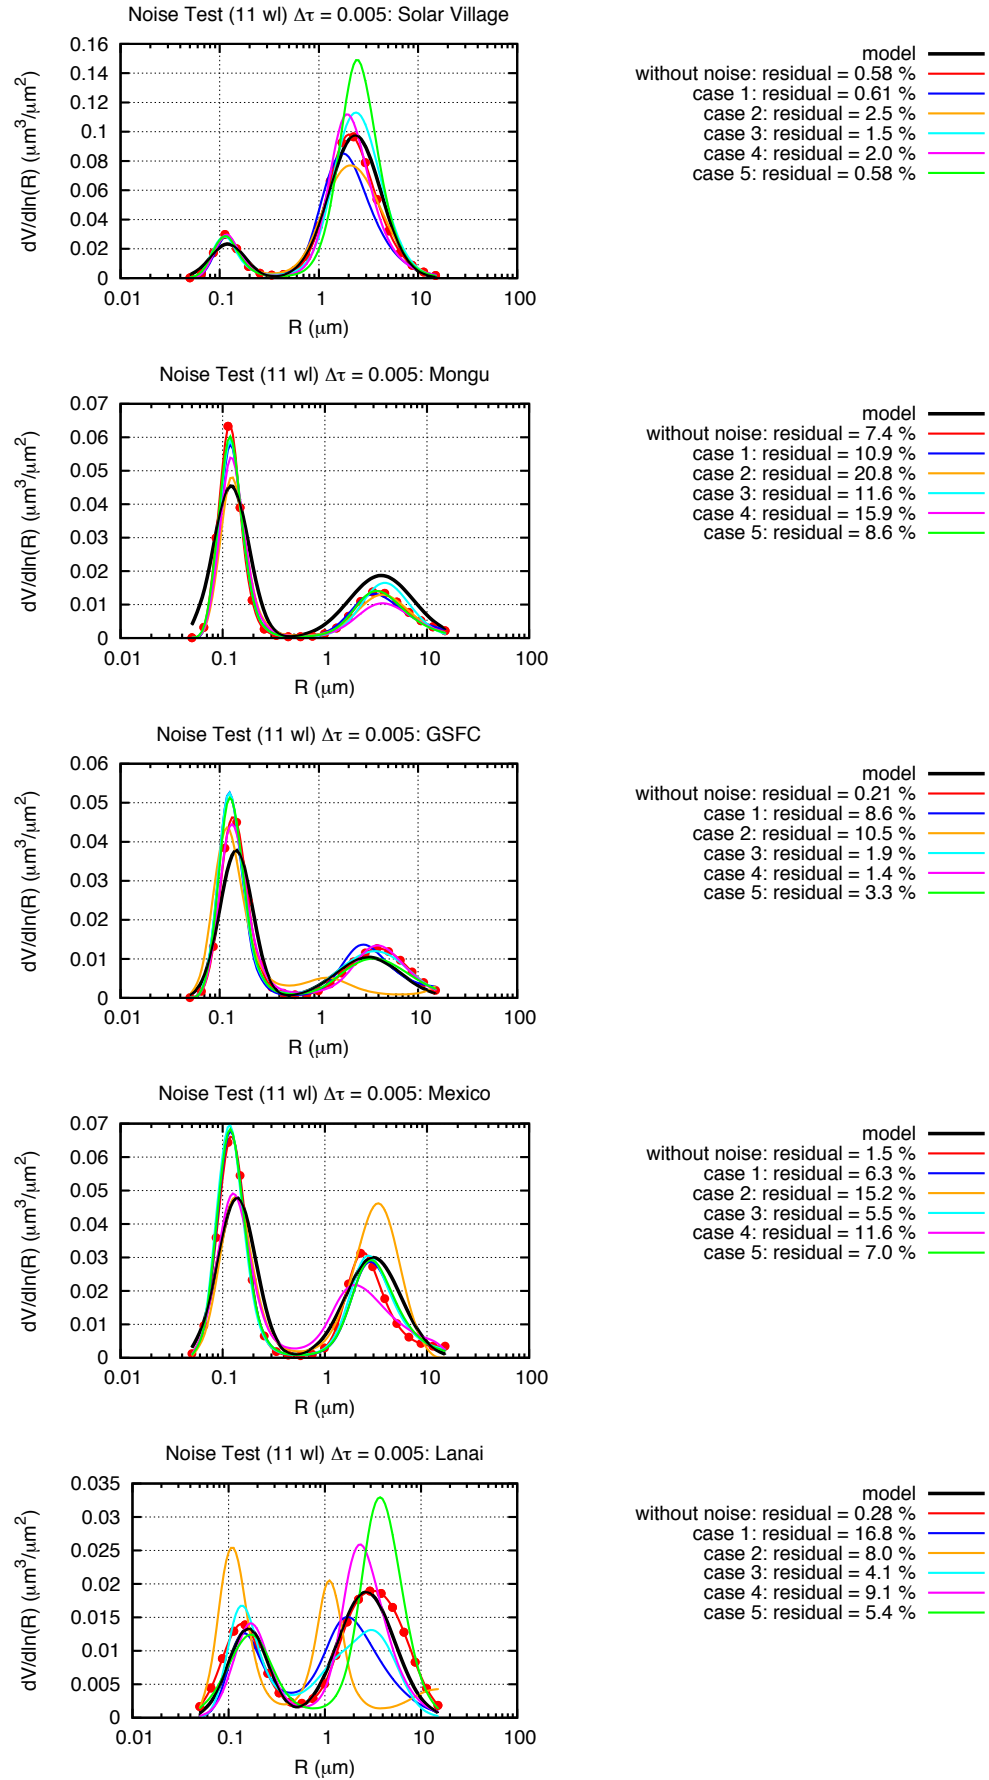 Noise Test (11 wl) Δτ = 0.005: Solar Village
dV/dln(R) (μm³/μm²)
0.16
0.14
0.12
0.1
0.08
0.06
0.04
0.02
0
0.01 0.1 1 10 100
R (μm)
model
without noise: residual = 0.58 %
case 1: residual = 0.61 %
case 2: residual = 2.5 %
case 3: residual = 1.5 %
case 4: residual = 2.0 %
case 5: residual = 0.58 %
Noise Test (11 wl) Δτ = 0.005: Mongu
dV/dln(R) (μm³/μm²)
0.07
0.06
0.05
0.04
0.03
0.02
0.01
0
0.01 0.1 1 10 100
R (μm)
model
without noise: residual = 7.4 %
case 1: residual = 10.9 %
case 2: residual = 20.8 %
case 3: residual = 11.6 %
case 4: residual = 15.9 %
case 5: residual = 8.6 %
Noise Test (11 wl) Δτ = 0.005: GSFC
dV/dln(R) (μm³/μm²)
0.06
0.05
0.04
0.03
0.02
0.01
0
0.01 0.1 1 10 100
R (μm)
model
without noise: residual = 0.21 %
case 1: residual = 8.6 %
case 2: residual = 10.5 %
case 3: residual = 1.9 %
case 4: residual = 1.4 %
case 5: residual = 3.3 %
Noise Test (11 wl) Δτ = 0.005: Mexico
dV/dln(R) (μm³/μm²)
0.07
0.06
0.05
0.04
0.03
0.02
0.01
0
0.01 0.1 1 10 100
R (μm)
model
without noise: residual = 1.5 %
case 1: residual = 6.3 %
case 2: residual = 15.2 %
case 3: residual = 5.5 %
case 4: residual = 11.6 %
case 5: residual = 7.0 %
Noise Test (11 wl) Δτ = 0.005: Lanai
dV/dln(R) (μm³/μm²)
0.035
0.03
0.025
0.02
0.015
0.01
0.005
0
0.01 0.1 1 10 100
R (μm)
model
without noise: residual = 0.28 %
case 1: residual = 16.8 %
case 2: residual = 8.0 %
case 3: residual = 4.1 %
case 4: residual = 9.1 %
case 5: residual = 5.4 %